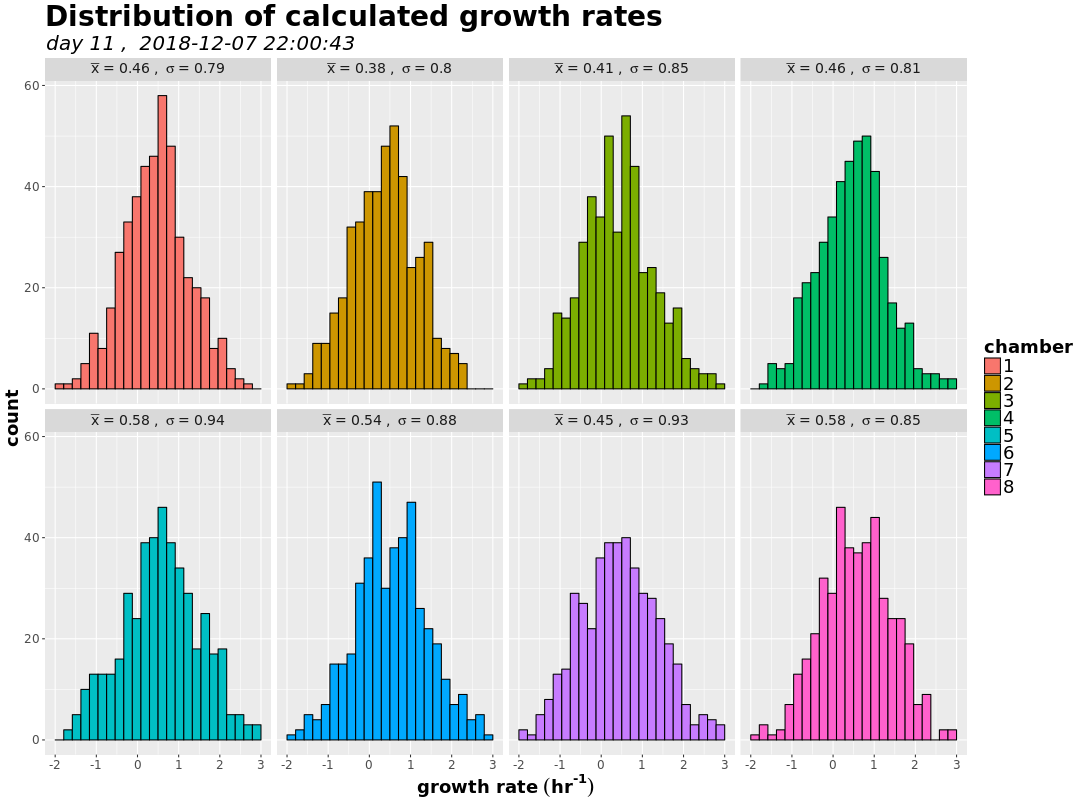 Distribution of calculated growth rates
day 11 ,  2018-12-07 22:00:43
x̅ = 0.46 ,  σ = 0.79
x̅ = 0.38 ,  σ = 0.8
x̅ = 0.41 ,  σ = 0.85
x̅ = 0.46 ,  σ = 0.81
60
40
20
0
x̅ = 0.58 ,  σ = 0.94
x̅ = 0.54 ,  σ = 0.88
x̅ = 0.45 ,  σ = 0.93
x̅ = 0.58 ,  σ = 0.85
60
40
20
0
-2 -1 0 1 2 3 -2 -1 0 1 2 3 -2 -1 0 1 2 3 -2 -1 0 1 2 3
growth rate (hr⁻¹)
count
chamber
1
2
3
4
5
6
7
8